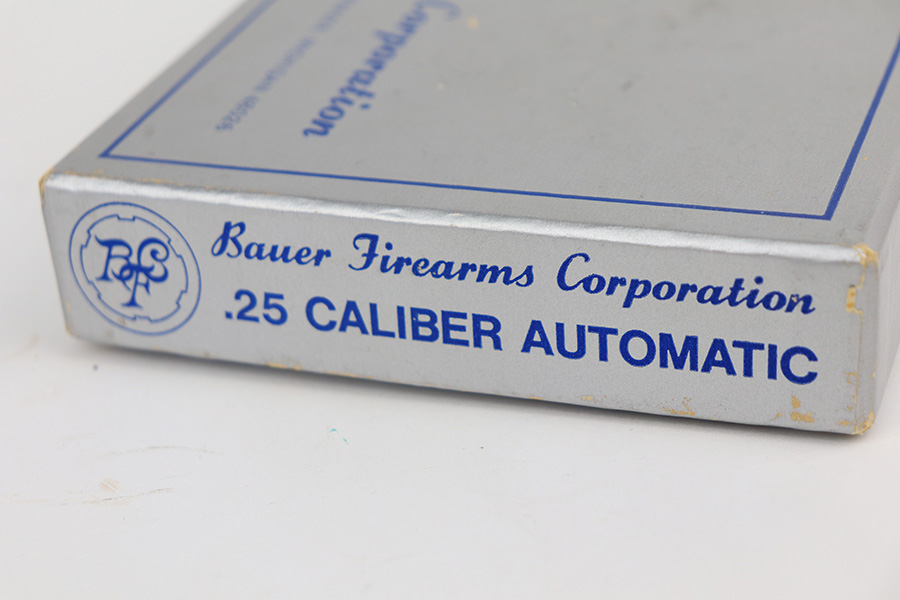 Corporation
BFC
Bauer Firearms Corporation
.25 CALIBER AUTOMATIC